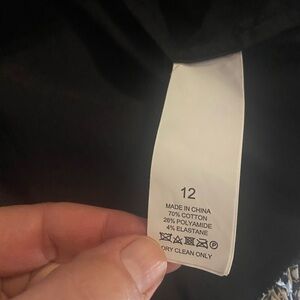 12
MADE IN CHINA
70% COTTON
26% POLYAMIDE
4% ELASTANE
DRY CLEAN ONLY